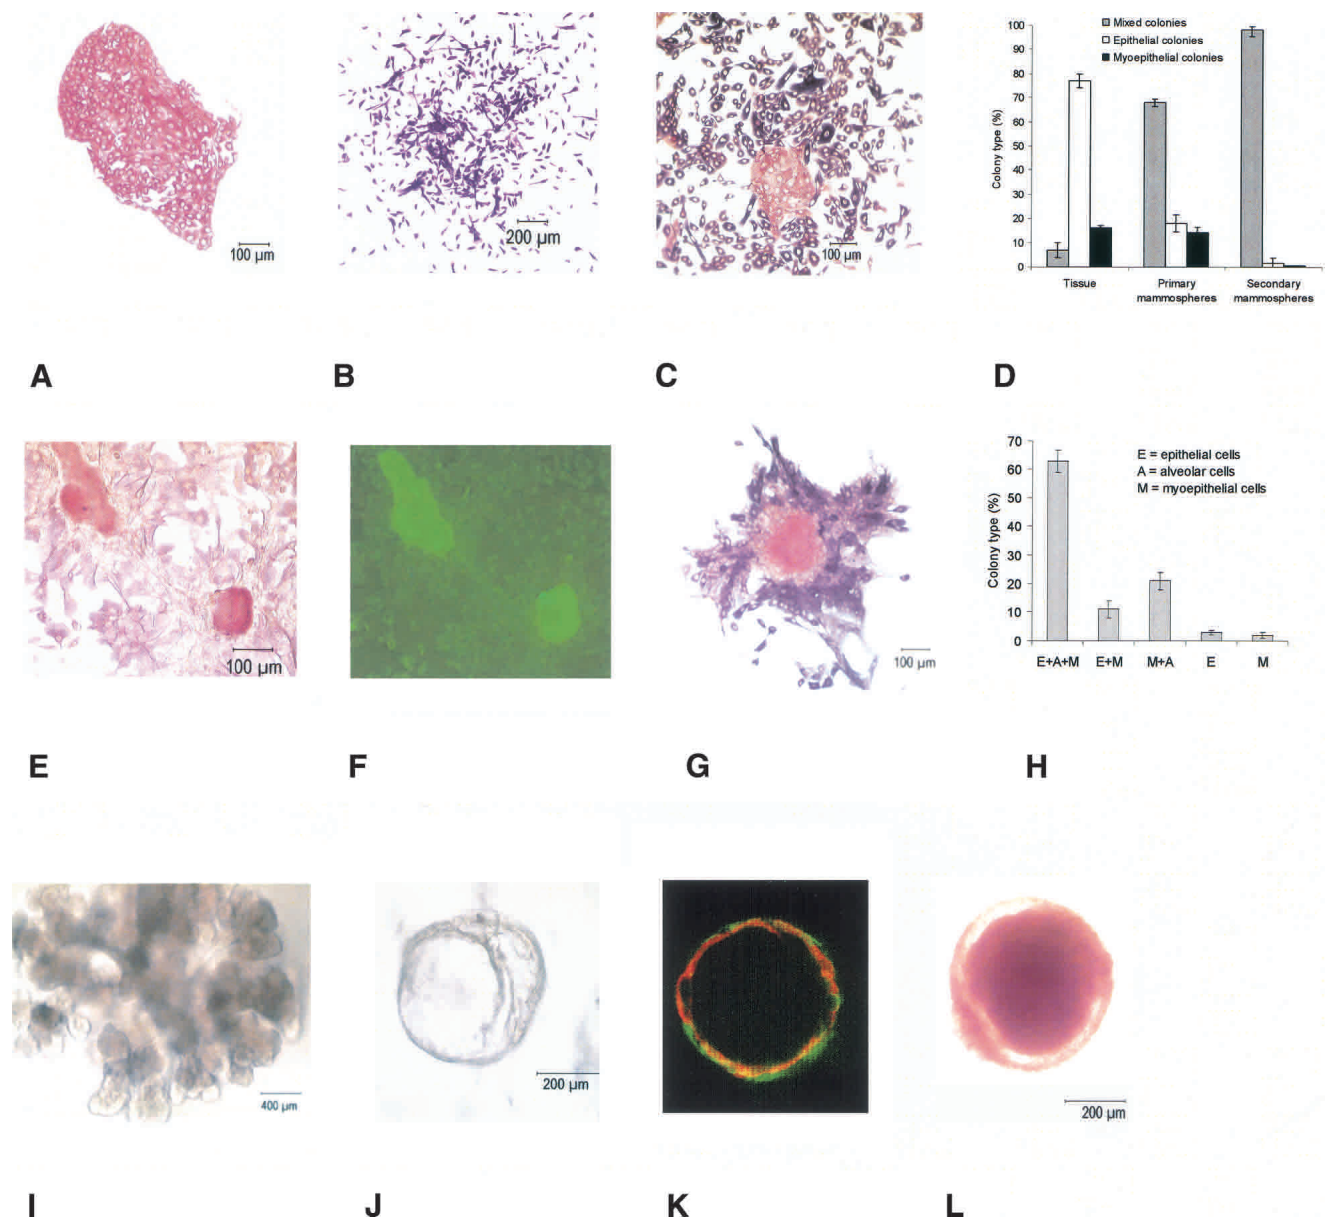 100 μm
200 μm
100 μm
Mixed colonies
Epithelial colonies
Myoepithelial colonies
Colony type (%)
100
90
80
70
60
50
40
30
20
10
0
Tissue
Primary
mammospheres
Secondary
mammospheres
A
B
C
D
100 μm
100 μm
E = epithelial cells
A = alveolar cells
M = myoepithelial cells
Colony type (%)
70
60
50
40
30
20
10
0
E+A+M
E+M
M+A
E
M
E
F
G
H
400 μm
200 μm
200 μm
I
J
K
L